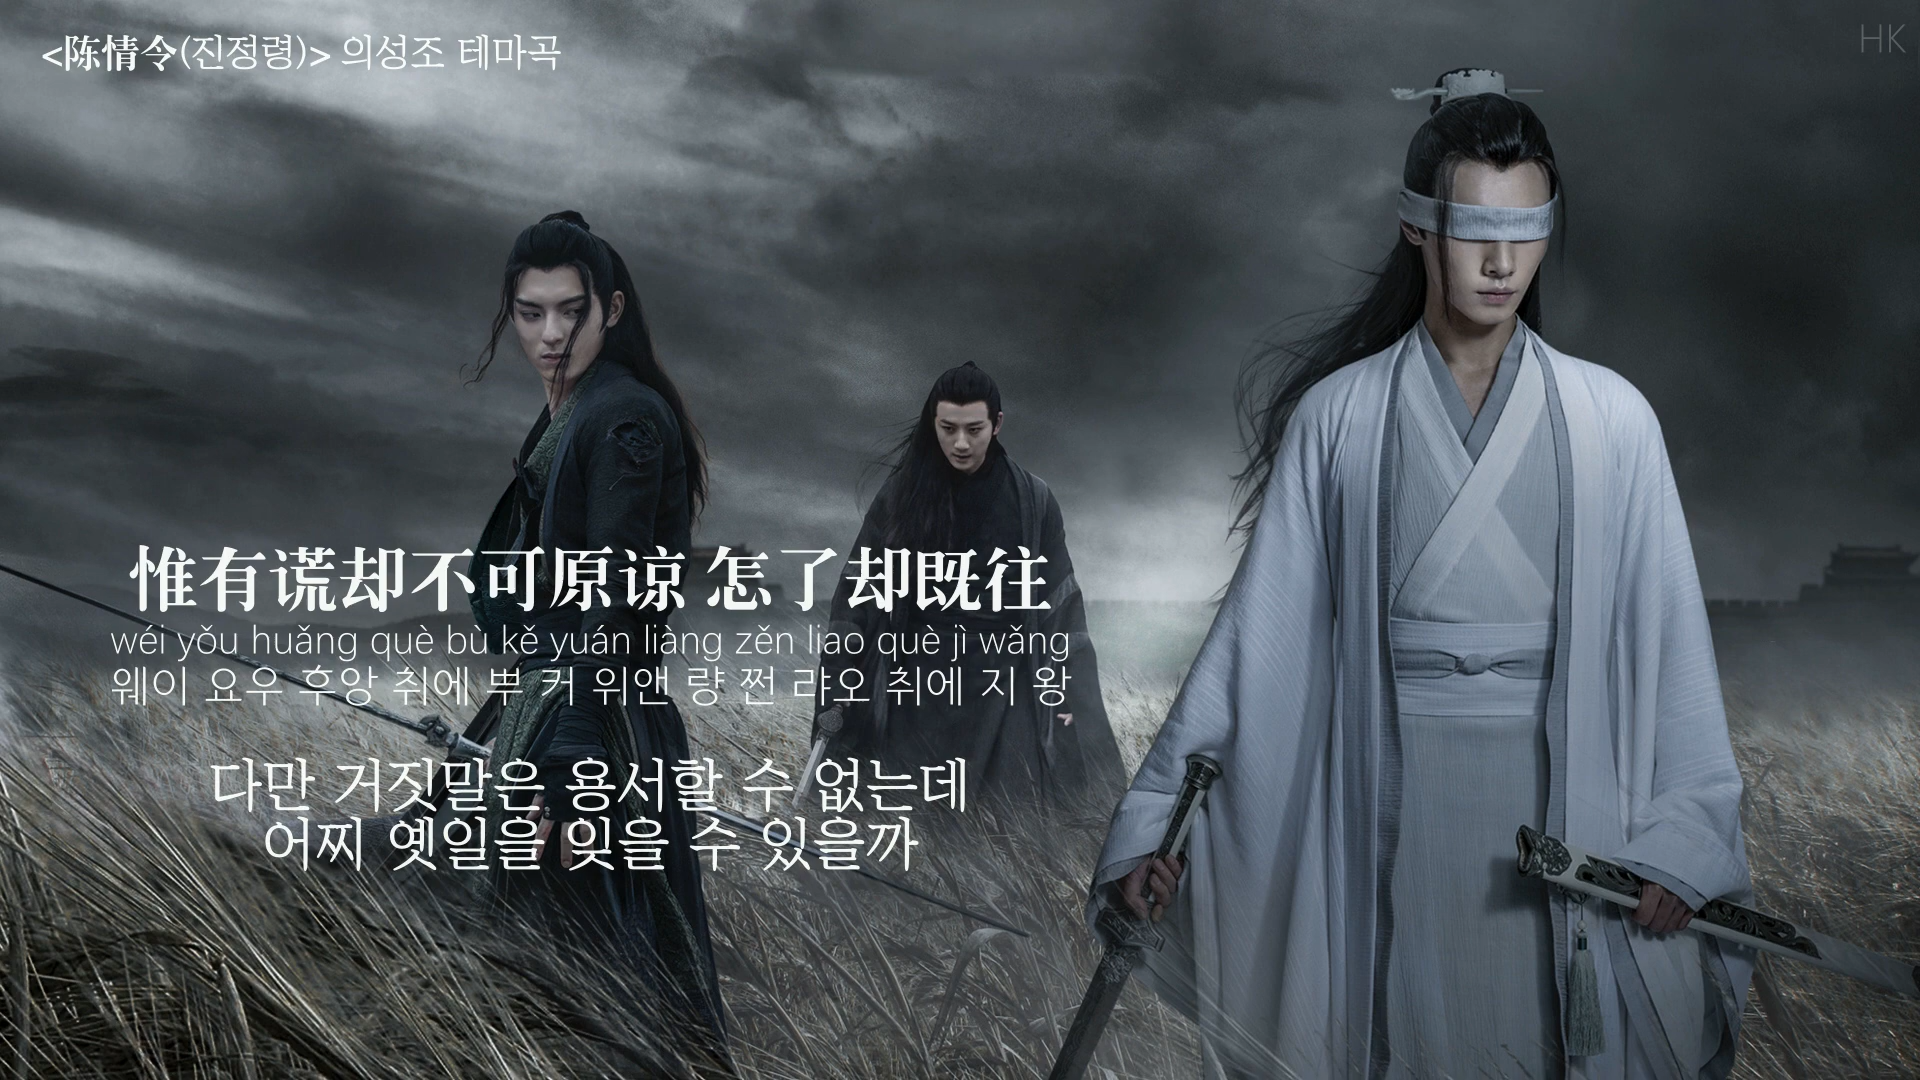 <陈情令(진정령)> 의성조 테마곡
HK
惟有谎却不可原谅 怎了却既往
wéi yǒu huǎng què bù kě yuán liàng zěn liao què jì wǎng
웨이 요우 후앙 취에 뿌 커 위앤 량 쩐 랴오 취에 지 왕
다만 거짓말은 용서할 수 없는데
어찌 옛일을 잊을 수 있을까